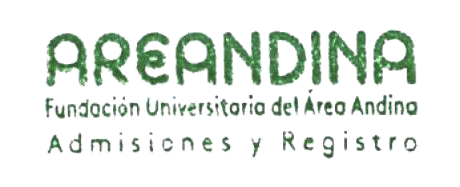 AREANDINA
Fundación Universitaria del Área Andina
Admisiones y Registro